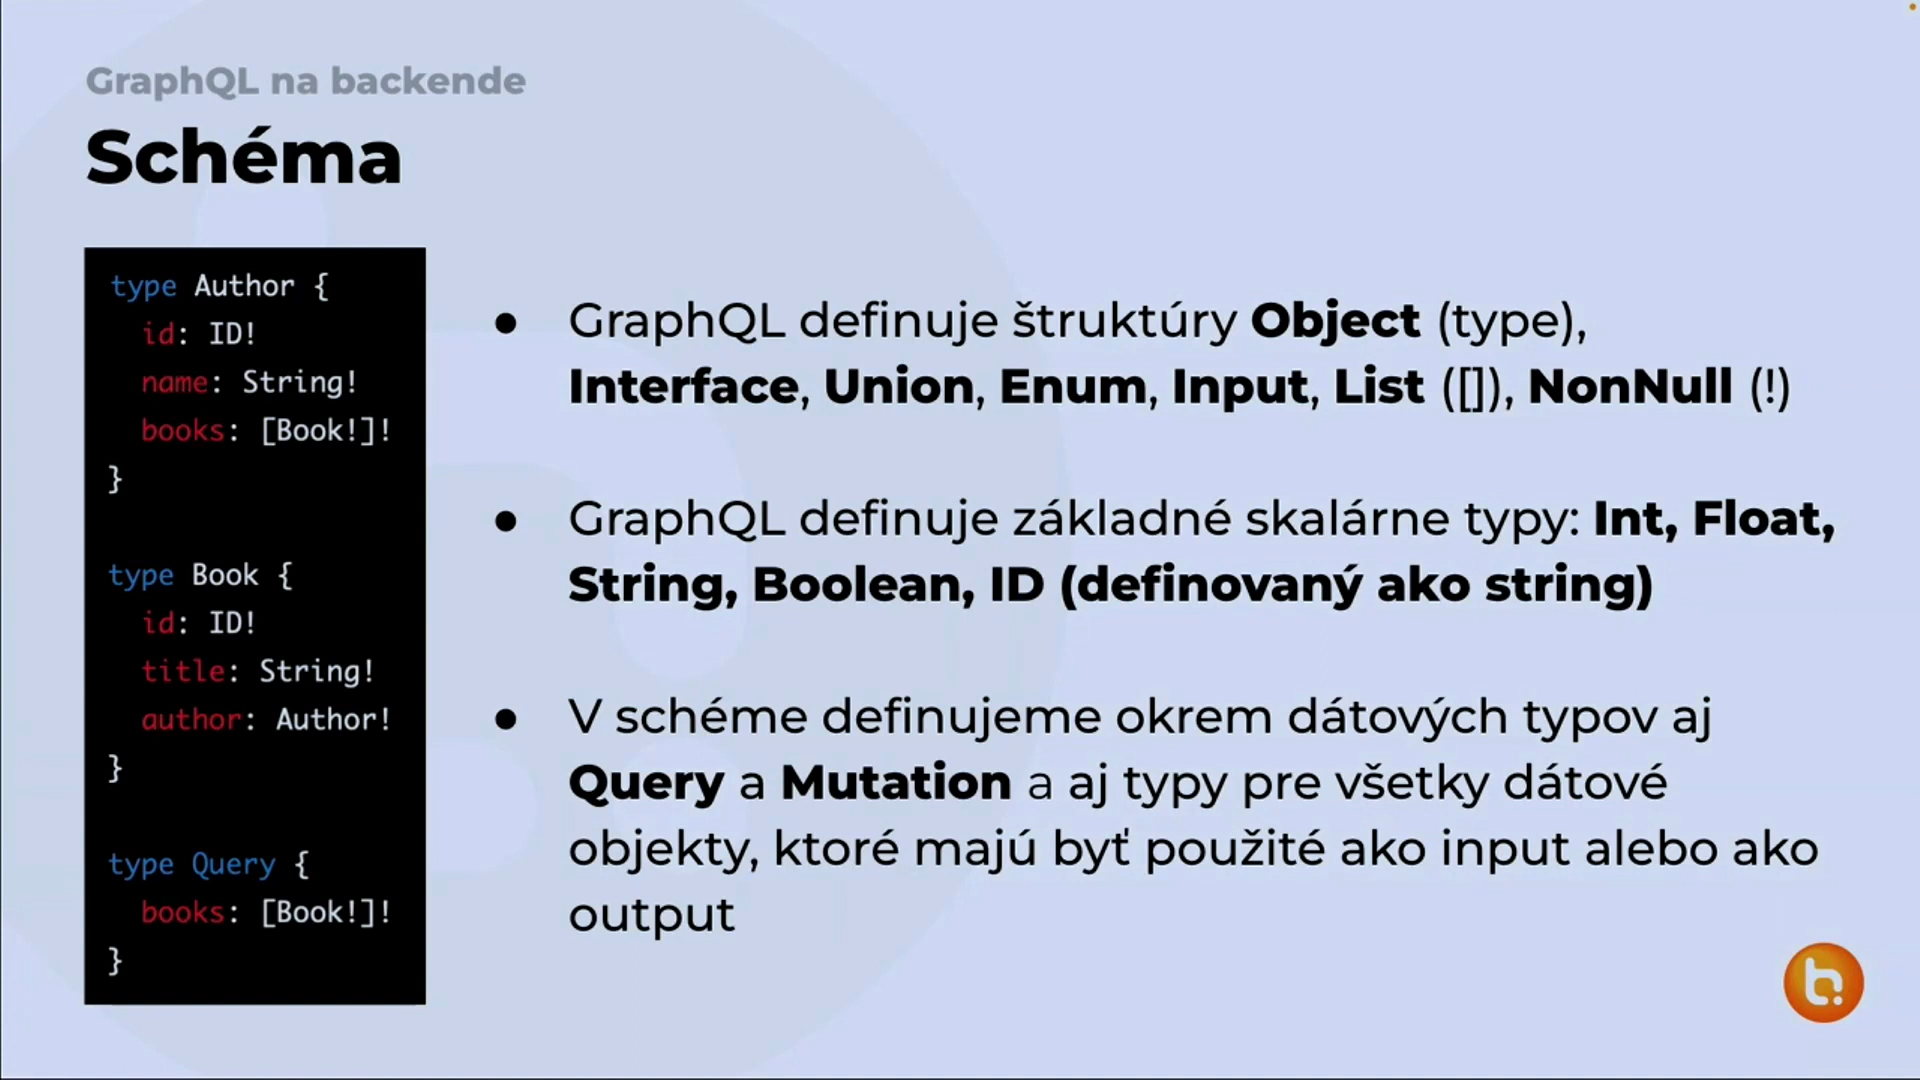 GraphQL na backende
Schéma
type Author {
  id: ID!
  name: String!
  books: [Book!]!
}
type Book {
  id: ID!
  title: String!
  author: Author!
}
type Query {
  books: [Book!]!
}
● GraphQL definuje štruktúry Object (type),
Interface, Union, Enum, Input, List ([]), NonNull (!)
● GraphQL definuje základné skalárne typy: Int, Float,
String, Boolean, ID (definovaný ako string)
● V schéme definujeme okrem dátových typov aj
Query a Mutation a aj typy pre všetky dátové
objekty, ktoré majú byť použité ako input alebo ako
output